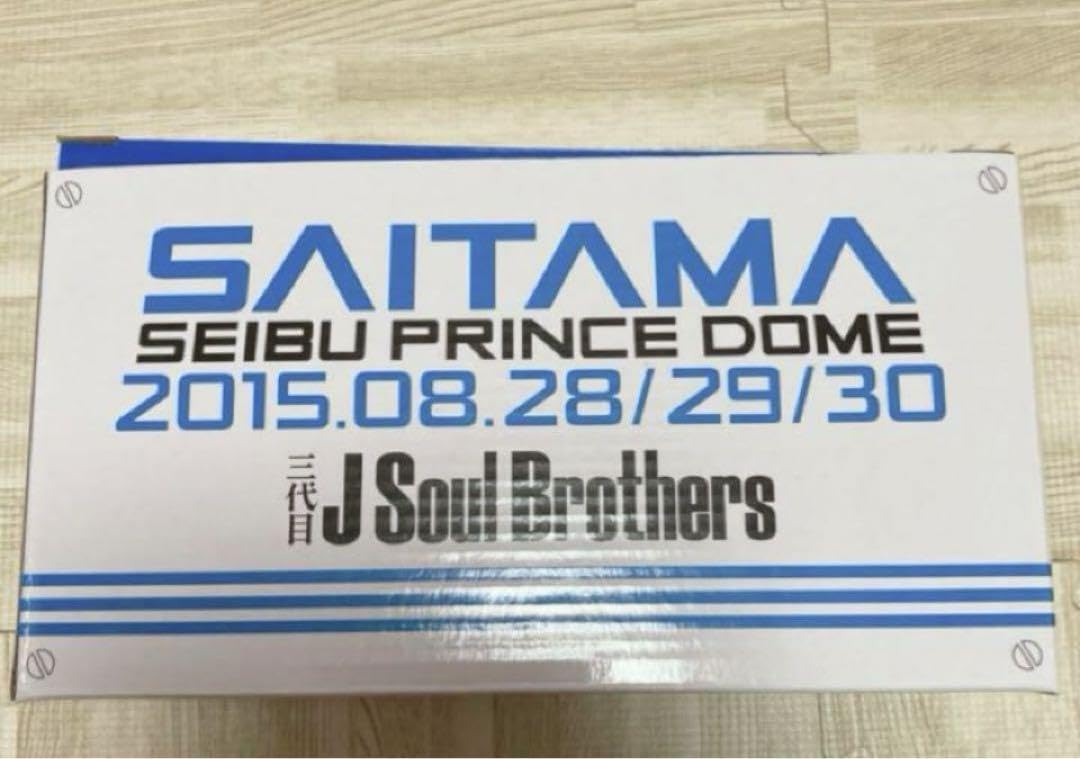 SAITAMA
SEIBU PRINCE DOME
2015.08.28/29/30
三代目 J Soul Brothers